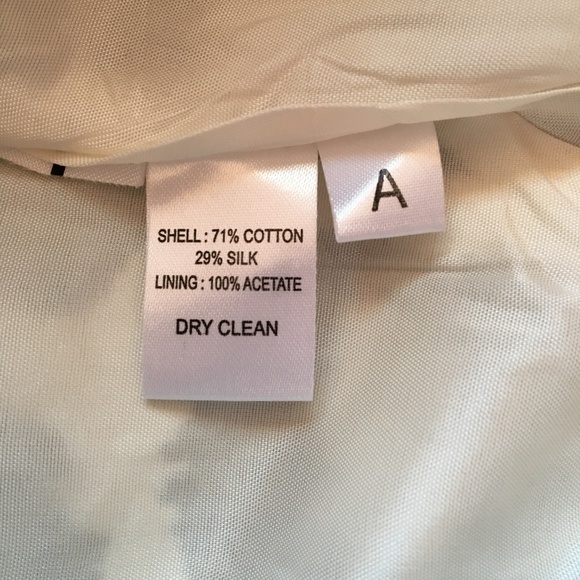 SHELL : 71% COTTON
29% SILK
LINING : 100% ACETATE
DRY CLEAN
A